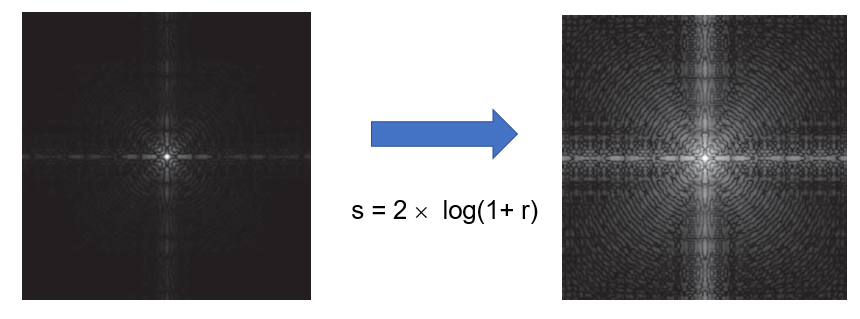 s = 2 × log(1+ r)